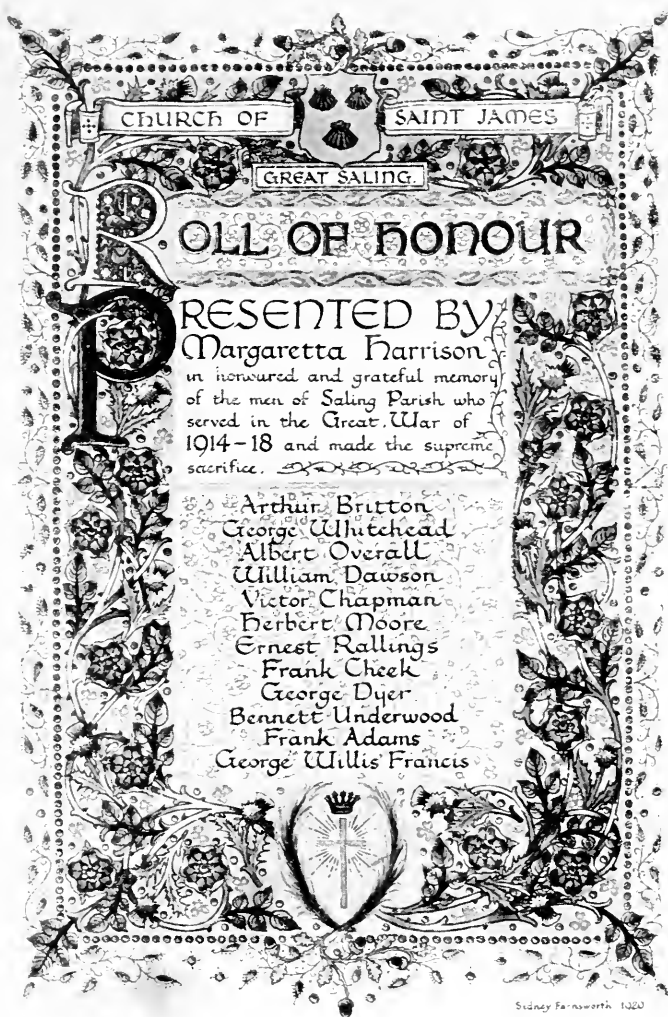 CHURCH OF SAINT JAMES
GREAT SALING.
ROLL OF HONOUR
PRESENTED BY
Margaretta Harrison
in honoured and grateful memory
of the men of Saling Parish who
served in the Great War of
1914-18 and made the supreme
sacrifice.
Arthur Britton
George Whitehead
Albert Overall
William Dawson
Victor Chapman
Herbert Moore
Ernest Rallings
Frank Cheek
George Dyer
Bennett Underwood
Frank Adams
George Willis Francis
Sidney Farnsworth 1920